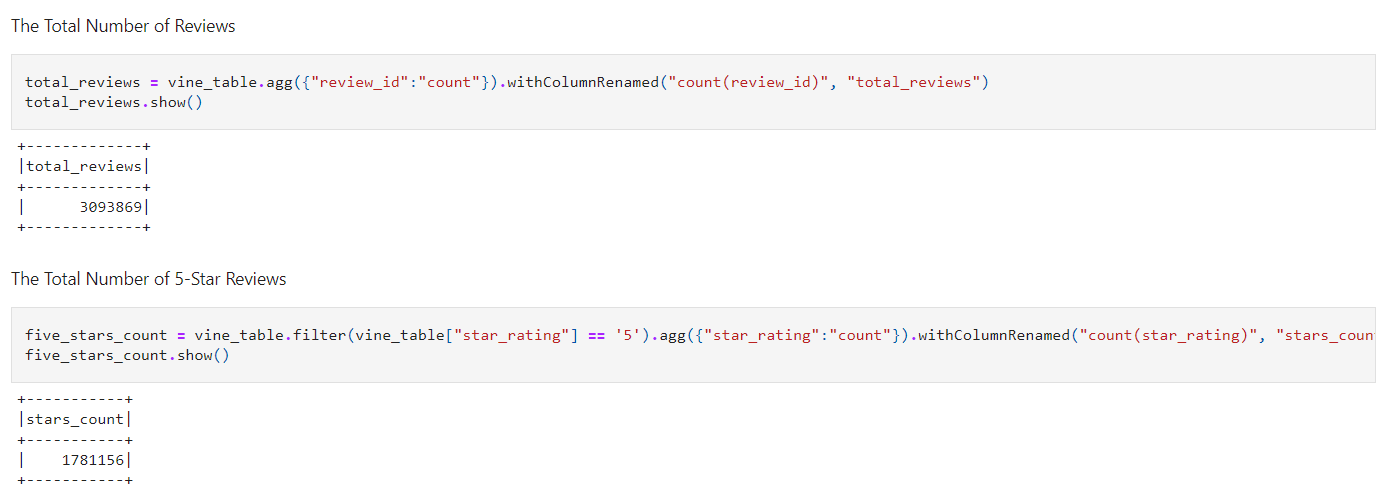 The Total Number of Reviews
total_reviews = vine_table.agg({"review_id":"count"}).withColumnRenamed("count(review_id)", "total_reviews")
total_reviews.show()
+-------------+
|total_reviews|
+-------------+
|      3093869|
+-------------+
The Total Number of 5-Star Reviews
five_stars_count = vine_table.filter(vine_table["star_rating"] == '5').agg({"star_rating":"count"}).withColumnRenamed("count(star_rating)", "stars_coun
five_stars_count.show()
+-----------+
|stars_count|
+-----------+
|    1781156|
+-----------+